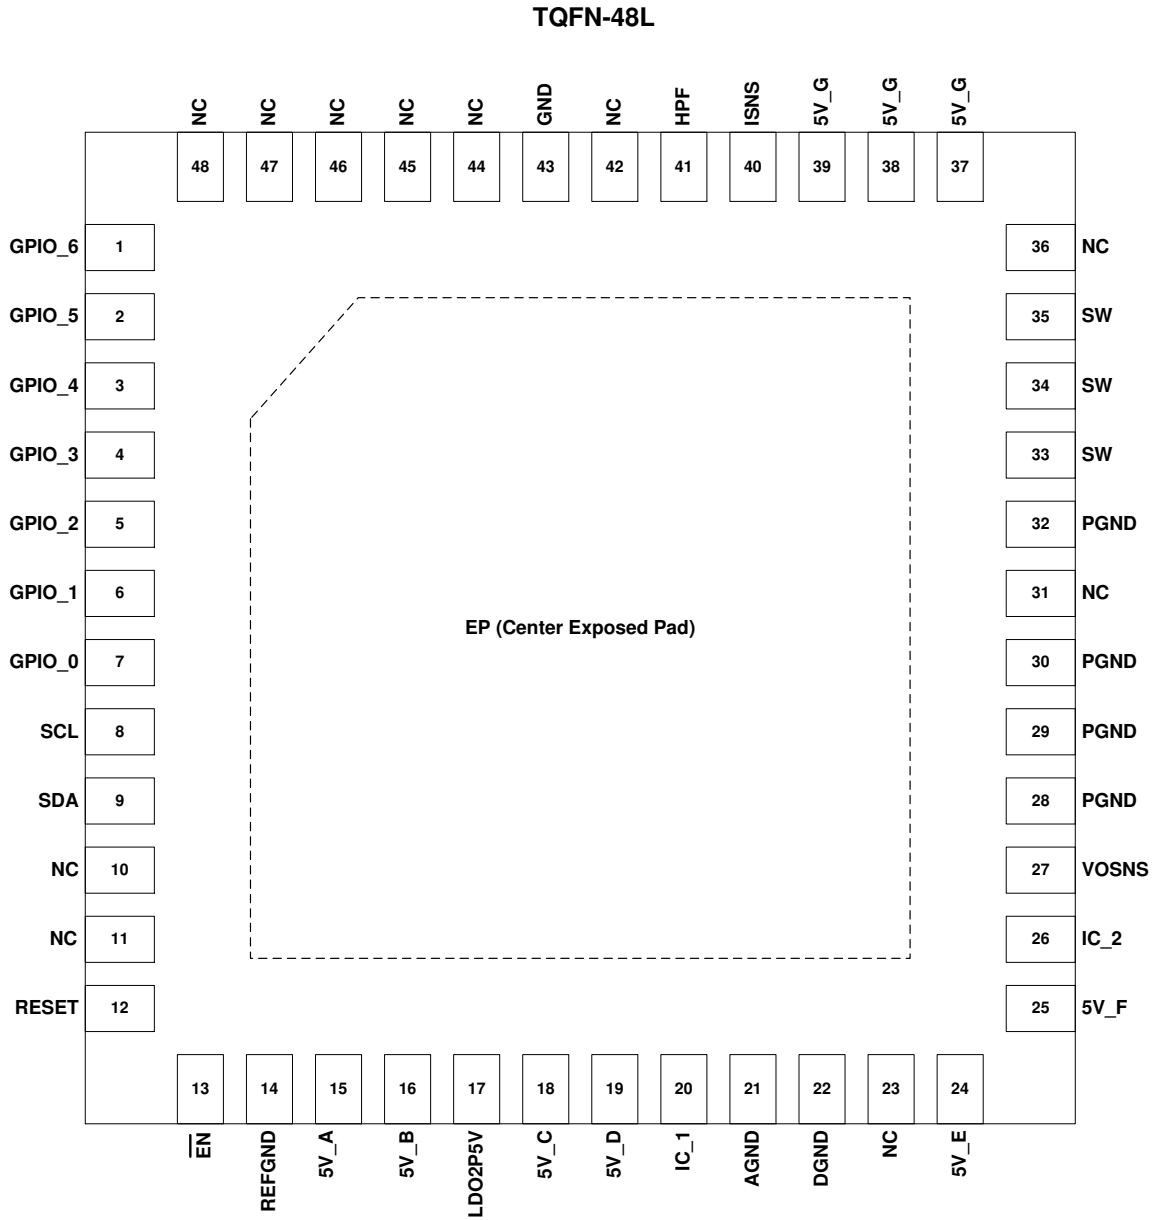 TQFN-48L
NC NC NC NC NC GND NC HPF ISNS 5V_G 5V_G 5V_G
48 47 46 45 44 43 42 41 40 39 38 37
GPIO_6 1 36 NC
GPIO_5 2 35 SW
GPIO_4 3 34 SW
GPIO_3 4 33 SW
GPIO_2 5 32 PGND
GPIO_1 6 31 NC
EP (Center Exposed Pad)
GPIO_0 7 30 PGND
SCL 8 29 PGND
SDA 9 28 PGND
NC 10 27 VOSNS
NC 11 26 IC_2
RESET 12 25 5V_F
13 14 15 16 17 18 19 20 21 22 23 24
EN REFGND 5V_A 5V_B LDO2P5V 5V_C 5V_D IC_1 AGND DGND NC 5V_E